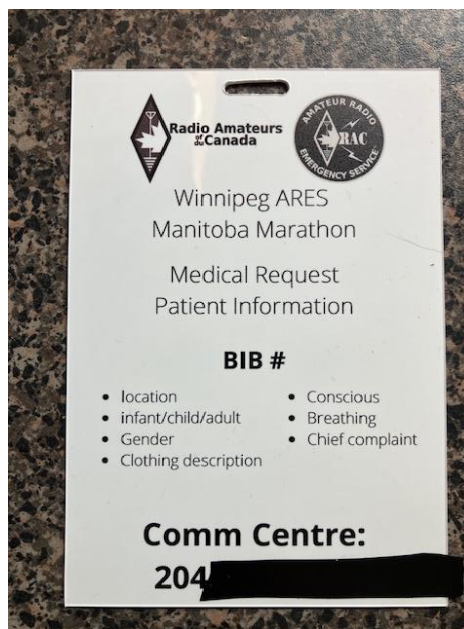 Radio Amateurs
of
the Canada
AMATEUR RADIO
RAC
EMERGENCY SERVICE
Winnipeg ARES
Manitoba Marathon
Medical Request
Patient Information
BIB #
• location
• infant/child/adult
• Gender
• Clothing description
• Conscious
• Breathing
• Chief complaint
Comm Centre:
204